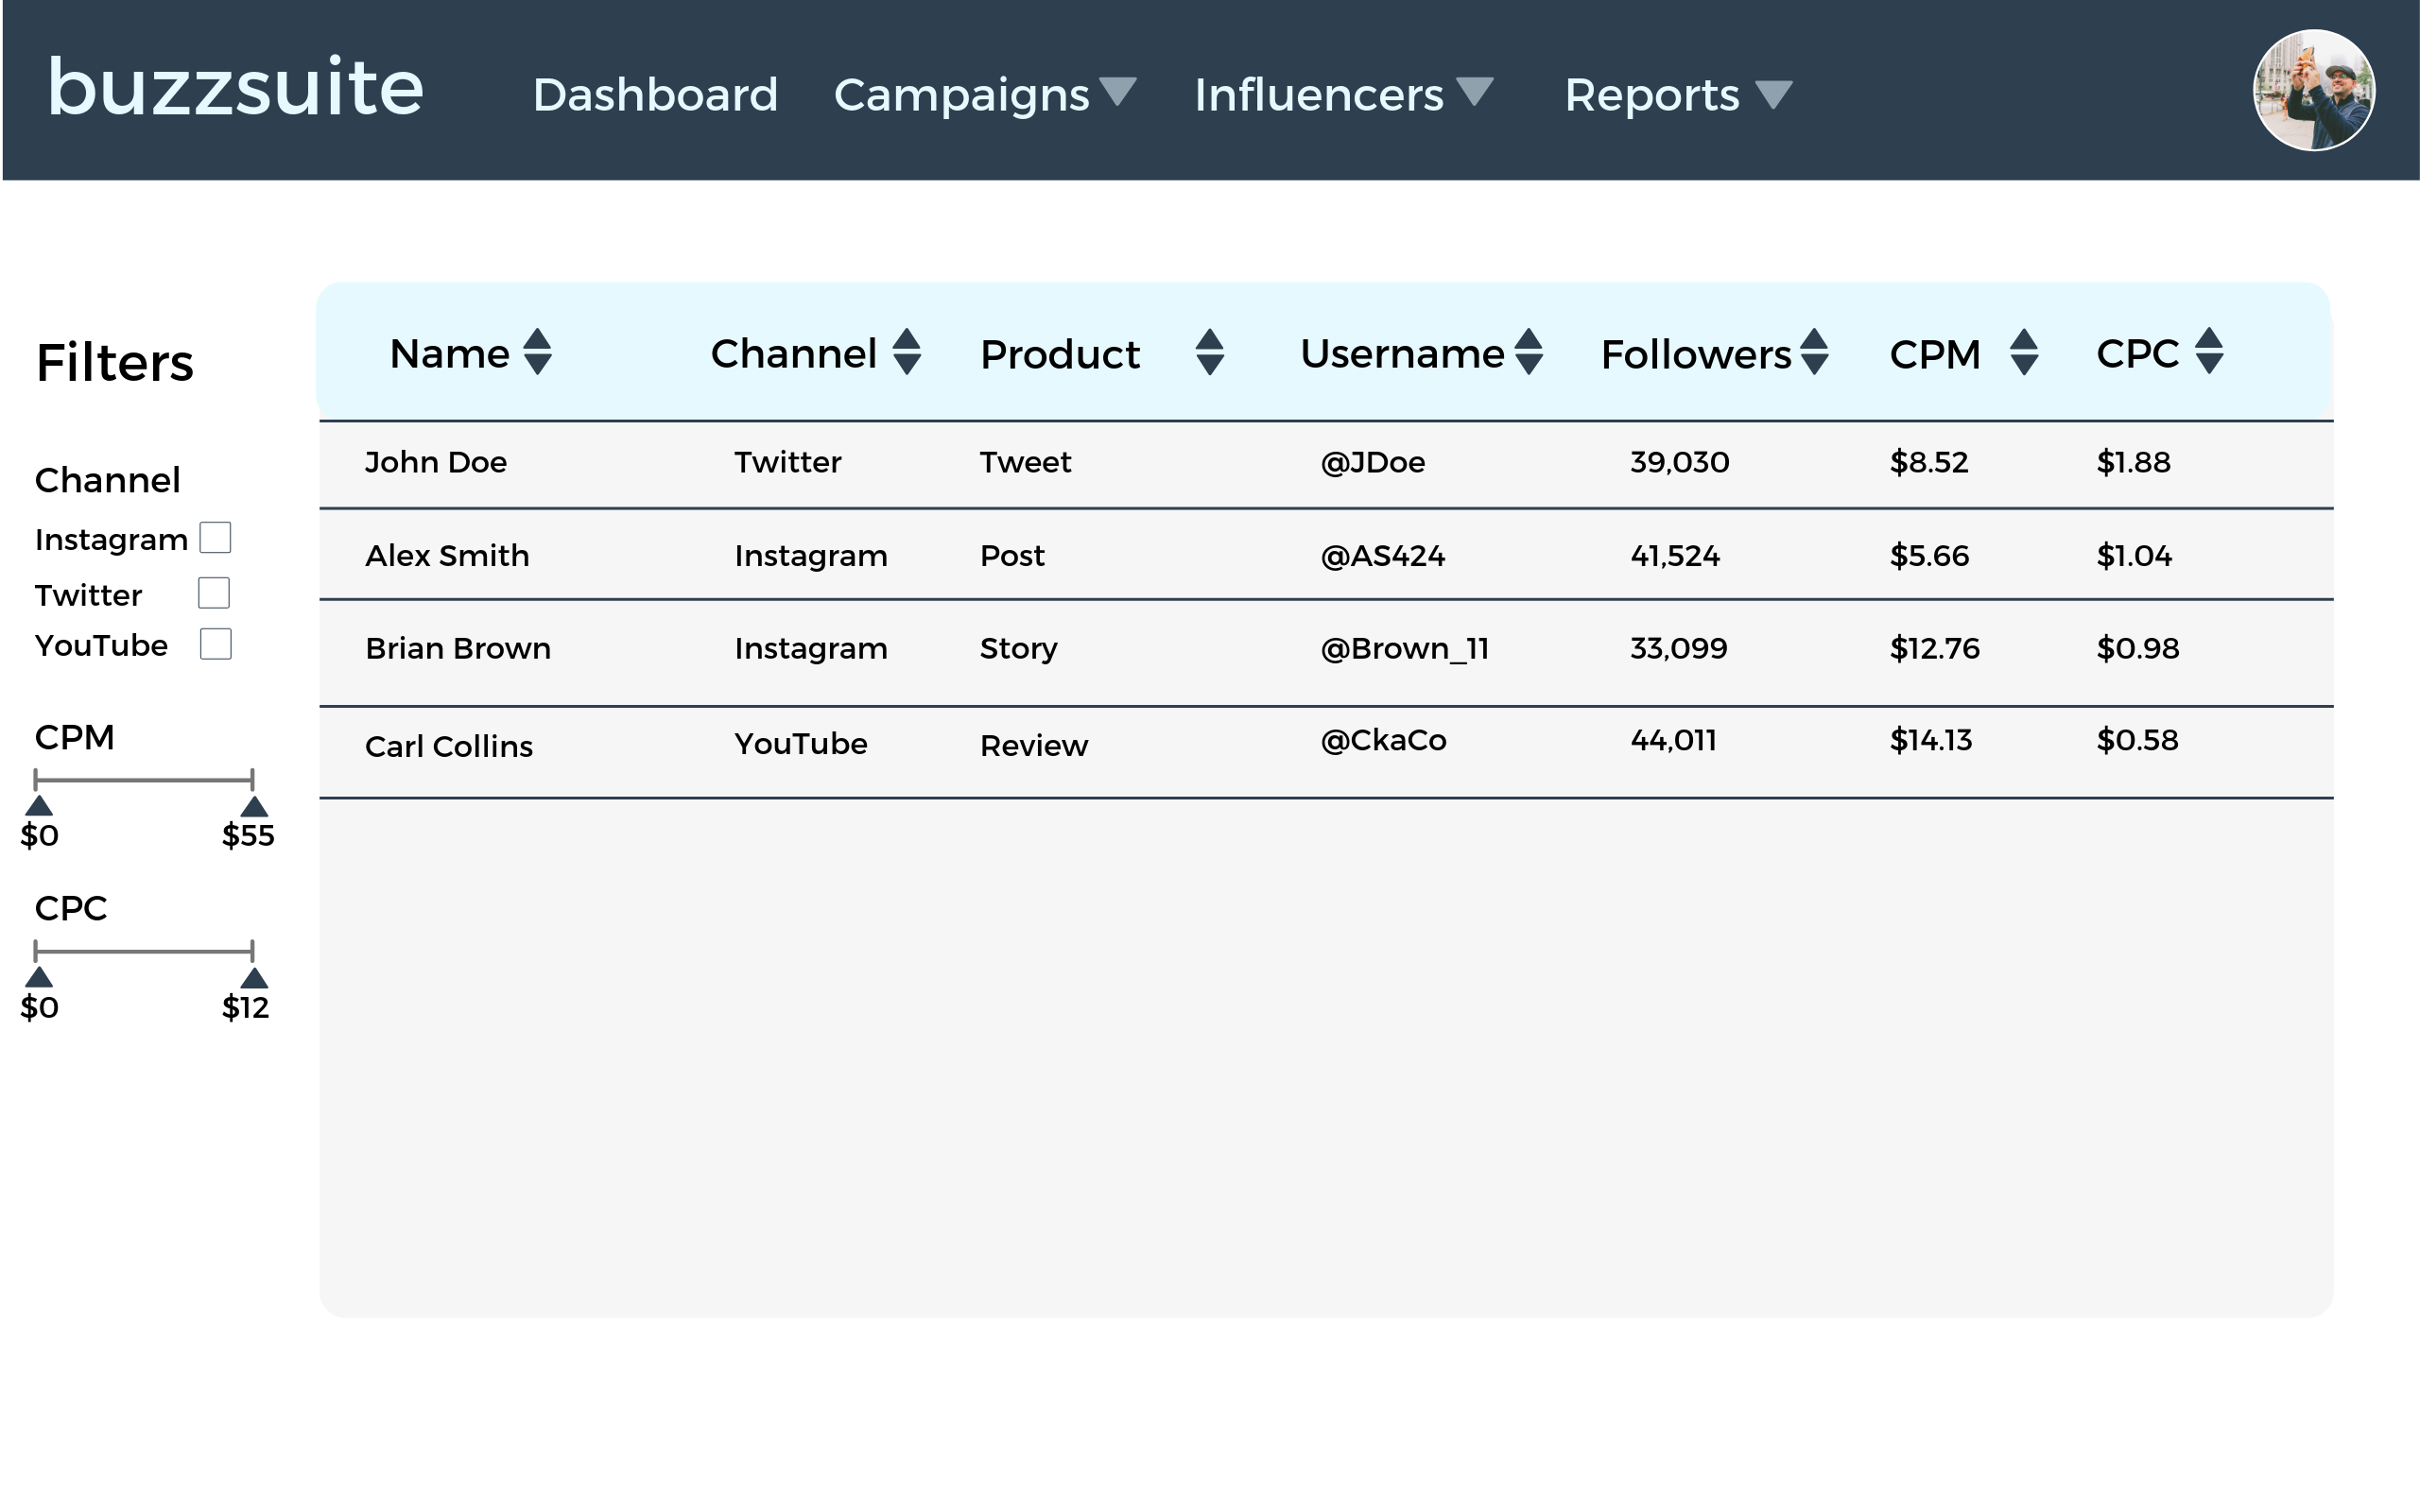 buzzsuite Dashboard Campaigns Influencers Reports
Filters
Channel
Instagram
Twitter
YouTube
CPM
$0 $55
CPC
$0 $12
Name Channel Product Username Followers CPM CPC
John Doe Twitter Tweet @JDoe 39,030 $8.52 $1.88
Alex Smith Instagram Post @AS424 41,524 $5.66 $1.04
Brian Brown Instagram Story @Brown_11 33,099 $12.76 $0.98
Carl Collins YouTube Review @CkaCo 44,011 $14.13 $0.58